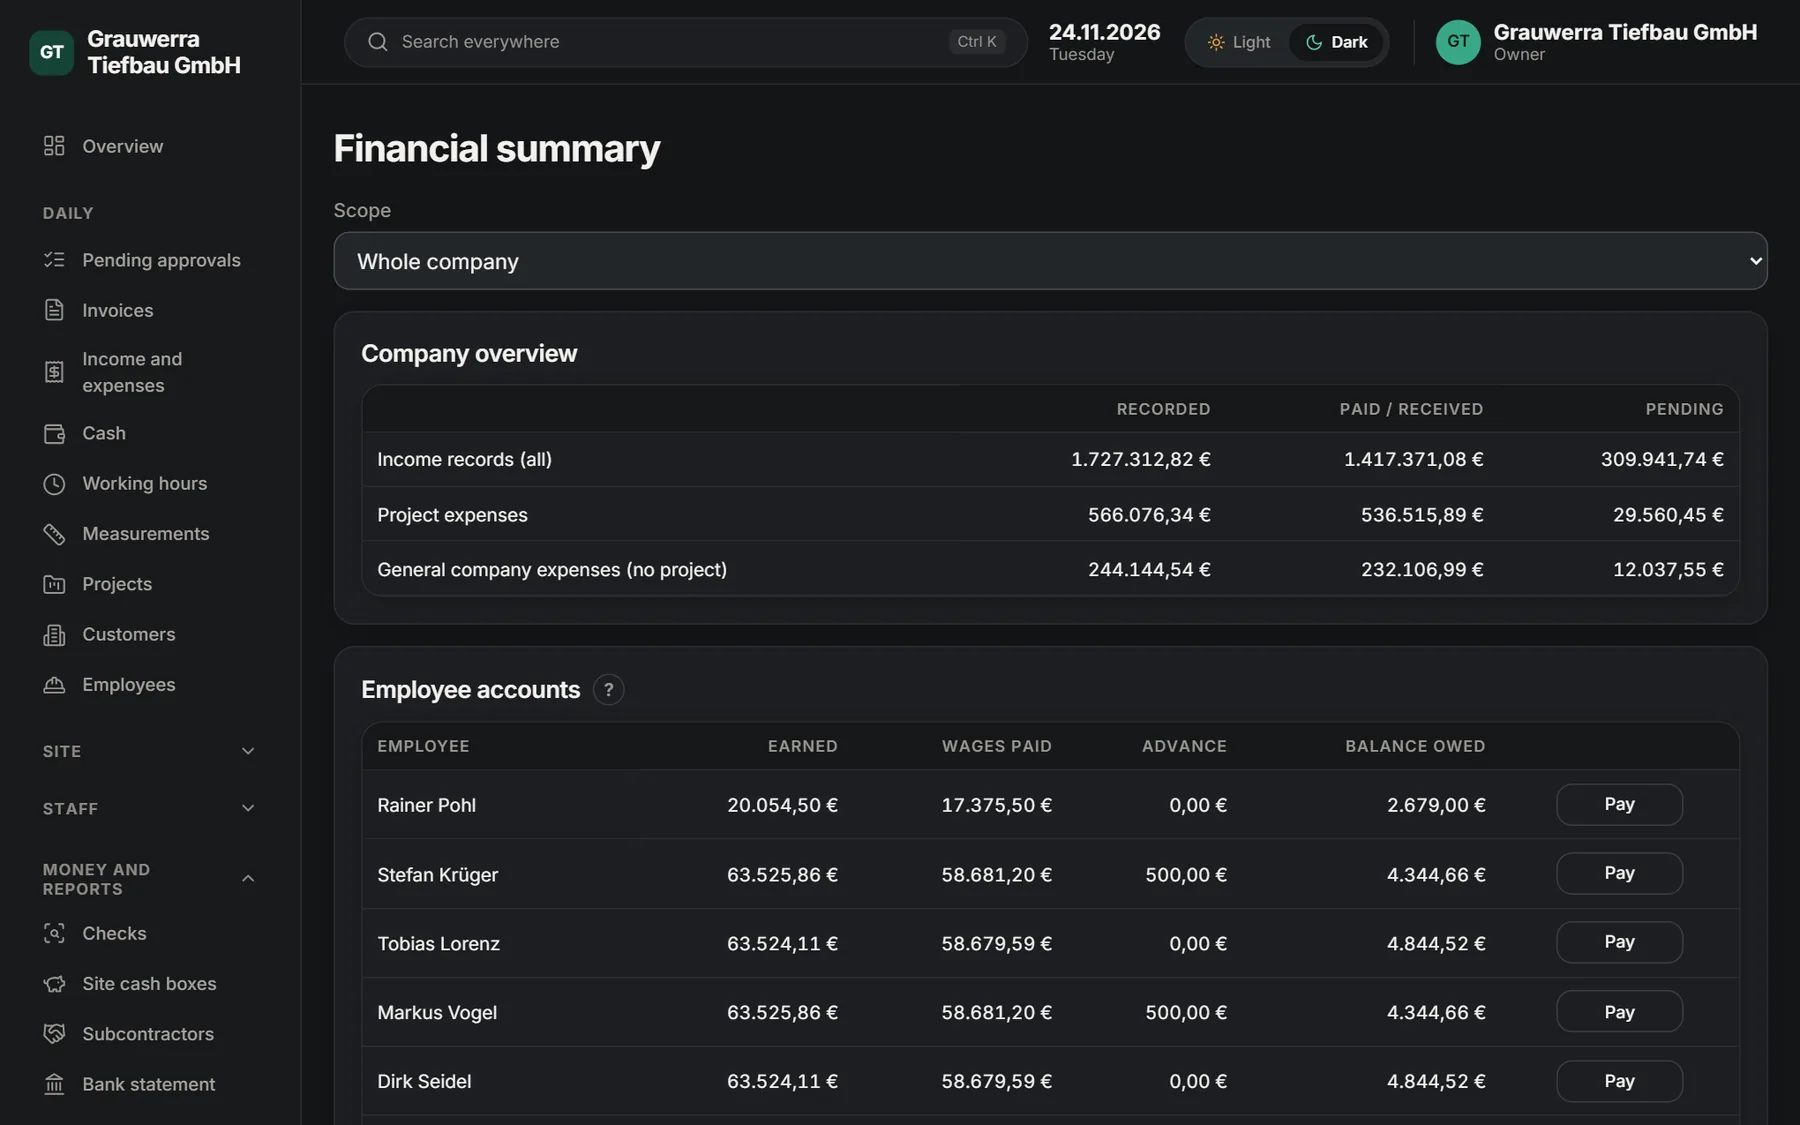 GT
Grauwerra
Tiefbau GmbH
Overview
DAILY
Pending approvals
Invoices
Income and
expenses
Cash
Working hours
Measurements
Projects
Customers
Employees
SITE
STAFF
MONEY AND
REPORTS
Checks
Site cash boxes
Subcontractors
Bank statement
Search everywhere Ctrl K
24.11.2026
Tuesday
Light Dark
GT
Grauwerra Tiefbau GmbH
Owner
Financial summary
Scope
Whole company
Company overview
RECORDED PAID / RECEIVED PENDING
Income records (all) 1.727.312,82 € 1.417.371,08 € 309.941,74 €
Project expenses 566.076,34 € 536.515,89 € 29.560,45 €
General company expenses (no project) 244.144,54 € 232.106,99 € 12.037,55 €
Employee accounts ?
EMPLOYEE EARNED WAGES PAID ADVANCE BALANCE OWED
Rainer Pohl 20.054,50 € 17.375,50 € 0,00 € 2.679,00 € Pay
Stefan Krüger 63.525,86 € 58.681,20 € 500,00 € 4.344,66 € Pay
Tobias Lorenz 63.524,11 € 58.679,59 € 0,00 € 4.844,52 € Pay
Markus Vogel 63.525,86 € 58.681,20 € 500,00 € 4.344,66 € Pay
Dirk Seidel 63.524,11 € 58.679,59 € 0,00 € 4.844,52 € Pay